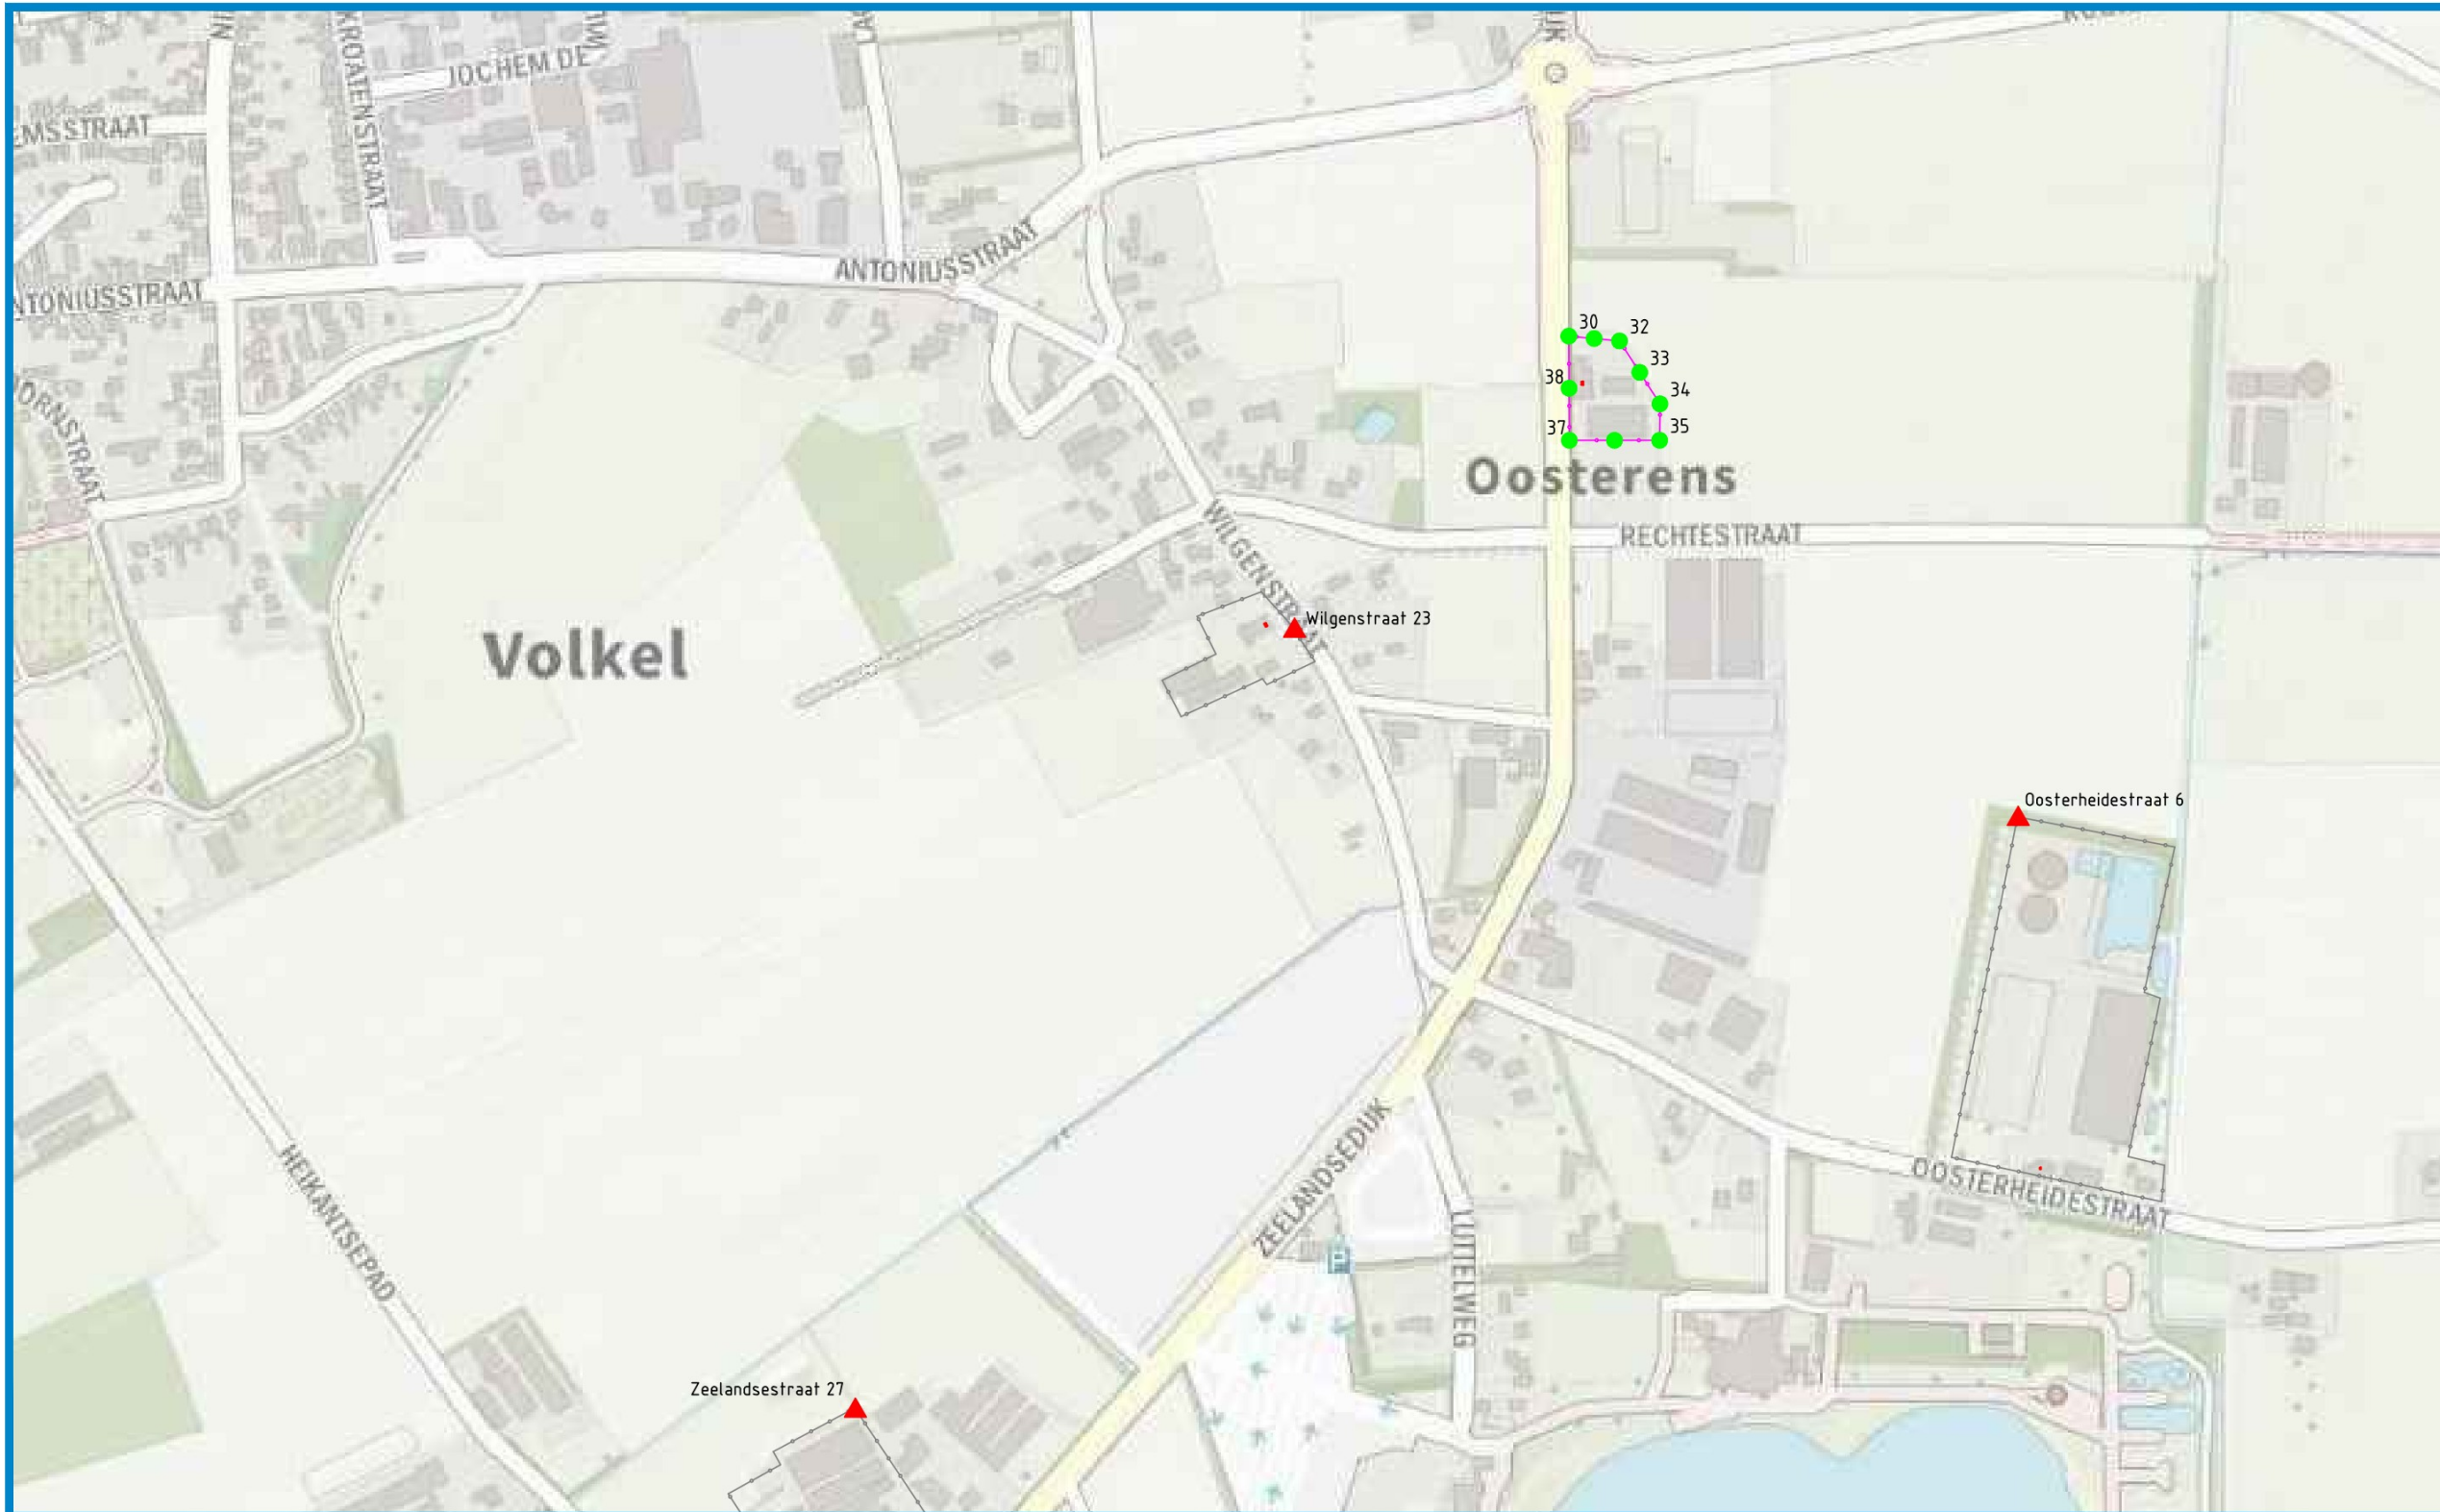 JOCHEM DE
KROATENSTRAAT
EMSSTRAAT
ANTONIUSSTRAAT
NTONIUSSTRAAT
30
32
33
38
34
37
35
Oosterens
RECHTESTRAAT
WILGENSTRAAT
Wilgenstraat 23
Volkel
Oosterheidestraat 6
ZEELANDSEDIJK
HEIKANTSEPAD
OOSTERHEIDESTRAAT
LUITELWEG
P
Zeelandsestraat 27